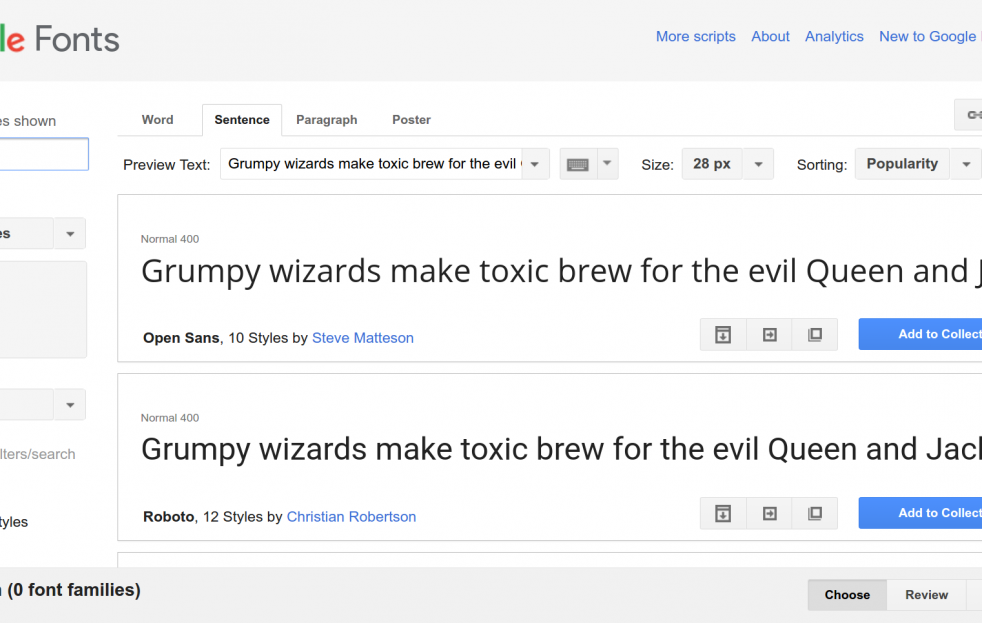 le Fonts
More scripts About Analytics New to Google
es shown
Word Sentence Paragraph Poster
Preview Text: Grumpy wizards make toxic brew for the evil Size: 28 px Sorting: Popularity
es
Normal 400
Grumpy wizards make toxic brew for the evil Queen and J
Open Sans, 10 Styles by Steve Matteson
Add to Collect
Normal 400
lters/search
Grumpy wizards make toxic brew for the evil Queen and Jack
Roboto, 12 Styles by Christian Robertson
Add to Collect
tyles
(0 font families)
Choose Review